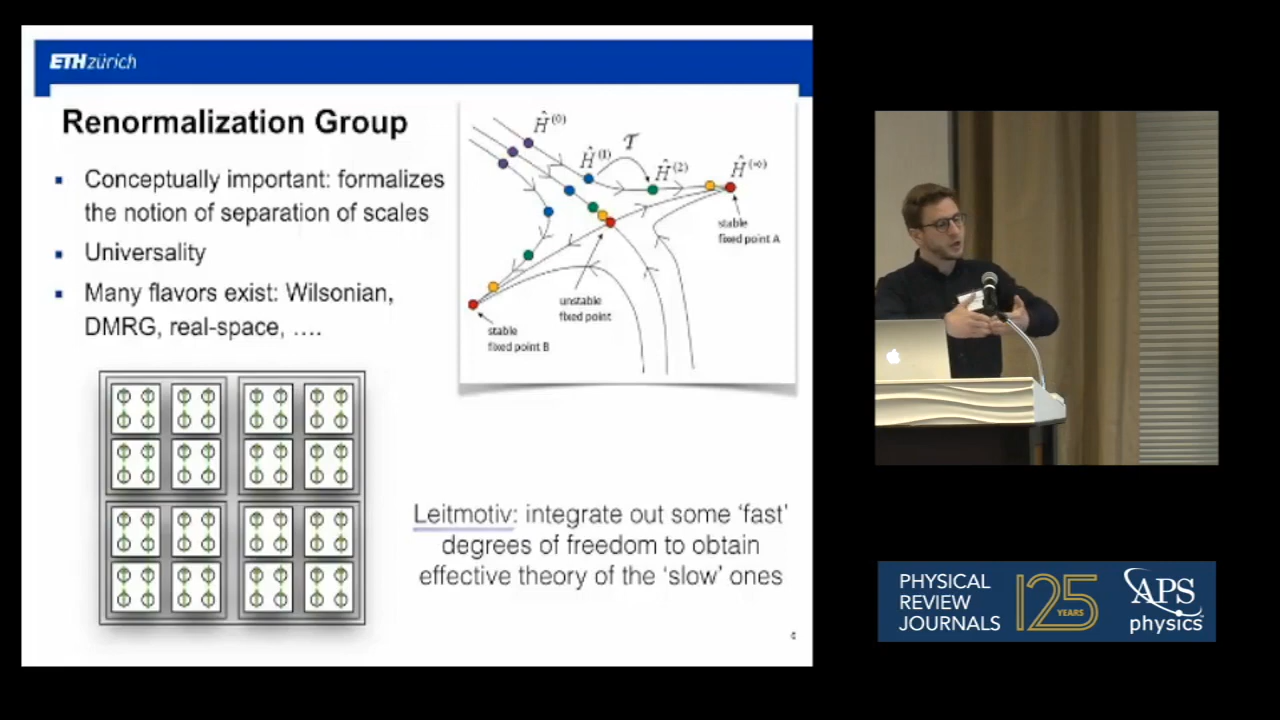 ETH zürich
Renormalization Group
Conceptually important: formalizes
the notion of separation of scales
Universality
Many flavors exist: Wilsonian,
DMRG, real-space, ....
Ĥ(0)
Ĥ(1)
𝒯
Ĥ(2)
Ĥ(∞)
stable
fixed point A
unstable
fixed point
stable
fixed point B
Leitmotiv: integrate out some ‘fast’
degrees of freedom to obtain
effective theory of the ‘slow’ ones
PHYSICAL
REVIEW
JOURNALS
125
YEARS
APS
physics